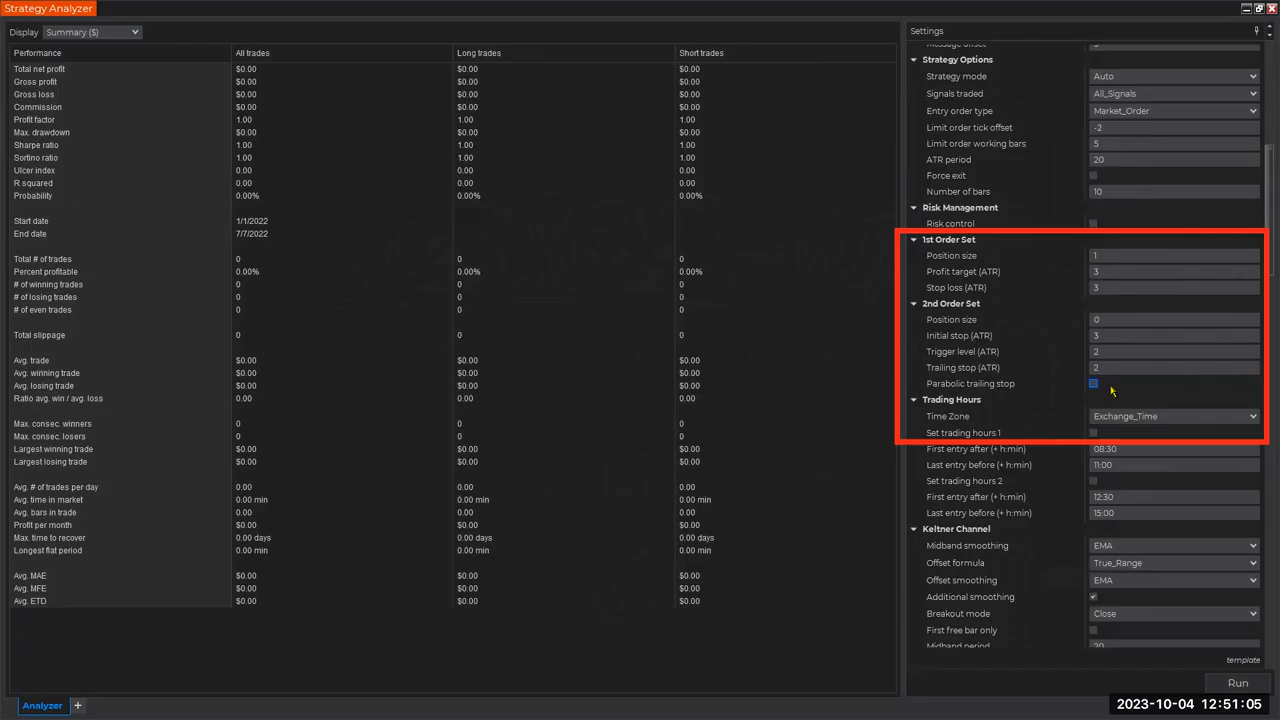 Strategy Analyzer
Display Summary ($)
Settings
Performance All trades Long trades Short trades
Total net profit $0.00 $0.00 $0.00
Gross profit $0.00 $0.00 $0.00
Gross loss $0.00 $0.00 $0.00
Commission $0.00 $0.00 $0.00
Profit factor 1.00 1.00 1.00
Max. drawdown $0.00 $0.00 $0.00
Sharpe ratio 1.00 1.00 1.00
Sortino ratio 1.00 1.00 1.00
Ulcer index 0.00 0.00 0.00
R squared 0.00 0.00 0.00
Probability 0.00% 0.00% 0.00%
Start date 1/1/2022
End date 7/7/2022
Total # of trades 0 0 0
Percent profitable 0.00% 0.00% 0.00%
# of winning trades 0 0 0
# of losing trades 0 0 0
# of even trades 0 0 0
Total slippage 0 0 0
Avg. trade $0.00 $0.00 $0.00
Avg. winning trade $0.00 $0.00 $0.00
Avg. losing trade $0.00 $0.00 $0.00
Ratio avg. win / avg. loss 0.00 0.00 0.00
Max. consec. winners 0 0 0
Max. consec. losers 0 0 0
Largest winning trade $0.00 $0.00 $0.00
Largest losing trade $0.00 $0.00 $0.00
Avg. # of trades per day 0.00 0.00 0.00
Avg. time in market 0.00 min 0.00 min 0.00 min
Avg. bars in trade 0.00 0.00 0.00
Profit per month $0.00 $0.00 $0.00
Max. time to recover 0.00 days 0.00 days 0.00 days
Longest flat period 0.00 min 0.00 min 0.00 min
Avg. MAE $0.00 $0.00 $0.00
Avg. MFE $0.00 $0.00 $0.00
Avg. ETD $0.00 $0.00 $0.00
Message offset
Strategy Options
Strategy mode Auto
Signals traded All_Signals
Entry order type Market_Order
Limit order tick offset -2
Limit order working bars 5
ATR period 20
Force exit
Number of bars 10
Risk Management
Risk control
1st Order Set
Position size 1
Profit target (ATR) 3
Stop loss (ATR) 3
2nd Order Set
Position size 0
Initial stop (ATR) 3
Trigger level (ATR) 2
Trailing stop (ATR) 2
Parabolic trailing stop
Trading Hours
Time Zone Exchange_Time
Set trading hours 1
First entry after (+ h:min) 08:30
Last entry before (+ h:min) 11:00
Set trading hours 2
First entry after (+ h:min) 12:30
Last entry before (+ h:min) 15:00
Keltner Channel
Midband smoothing EMA
Offset formula True_Range
Offset smoothing EMA
Additional smoothing
Breakout mode Close
First free bar only
Midband period 20
template
Run
Analyzer +
2023-10-04 12:51:05